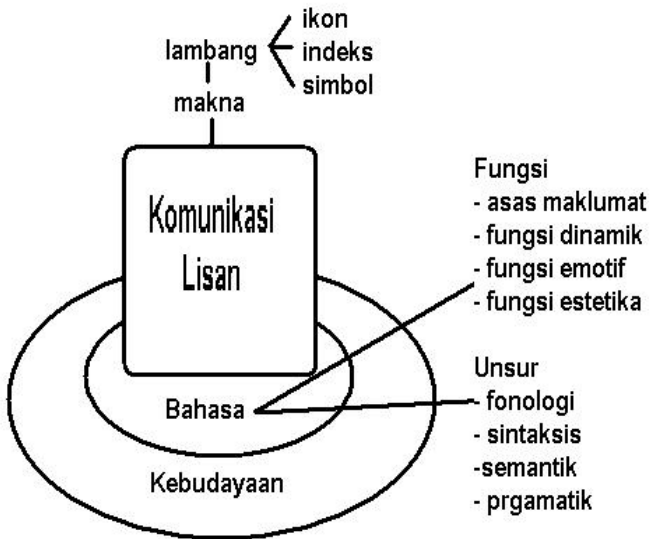 ikon
lambang
indeks
simbol
makna
Komunikasi
Lisan
Fungsi
- asas maklumat
- fungsi dinamik
- fungsi emotif
- fungsi estetika
Unsur
- fonologi
- sintaksis
-semantik
- prgamatik
Bahasa
Kebudayaan